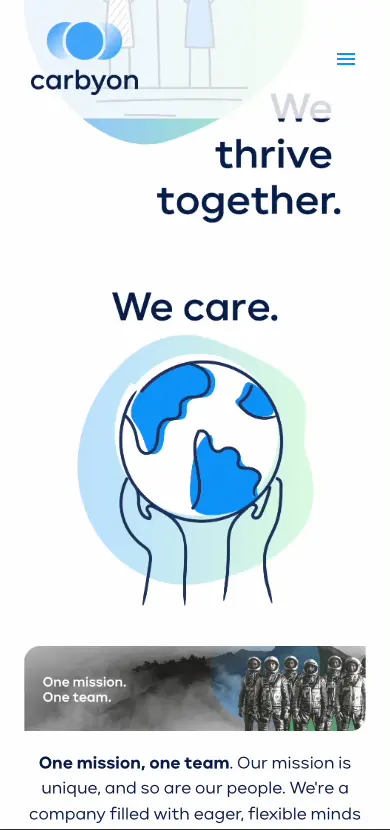 carbyon
We
thrive
together.
We care.
One mission.
One team.
One mission, one team. Our mission is
unique, and so are our people. We're a
company filled with eager, flexible minds